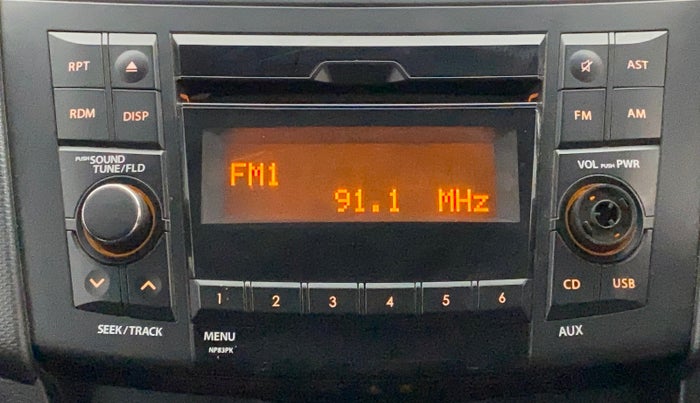 RPT
AST
RDM
DISP
FM
AM
PUSH SOUND
TUNE/FLD
VOL PUSH PWR
FM1
91.1 MHz
1 2 3 4 5 6
CD
USB
SEEK/TRACK
MENU
AUX
NP83PK